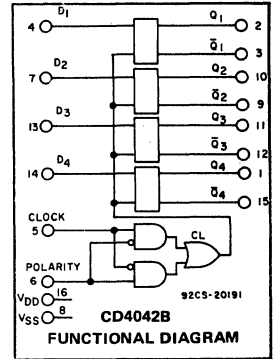 D1 Q1
4 2
Q̅1
3
D2 Q2
7 10
Q̅2
9
D3 Q3
13 11
Q̅3
12
D4 Q4
14 1
Q̅4
15
CLOCK
5 CL
POLARITY
6 92CS-20191
VDD 16
VSS 8
CD4042B
FUNCTIONAL DIAGRAM